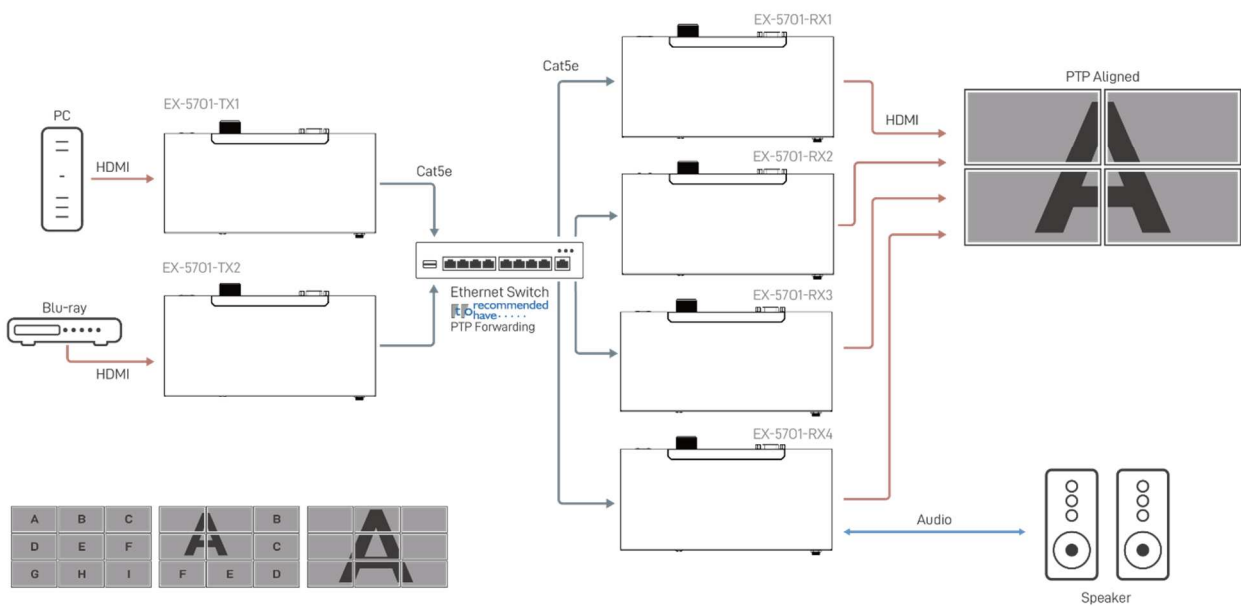 EX-5701-RX1
Cat5e
PTP Aligned
EX-5701-TX1
PC
HDMI
HDMI
EX-5701-RX2
Cat5e
EX-5701-TX2
Ethernet Switch
recommended
to have.....
PTP Forwarding
EX-5701-RX3
Blu-ray
HDMI
EX-5701-RX4
A B C
D E F
G H I
A B
C
F E D
A
A
Audio
Speaker